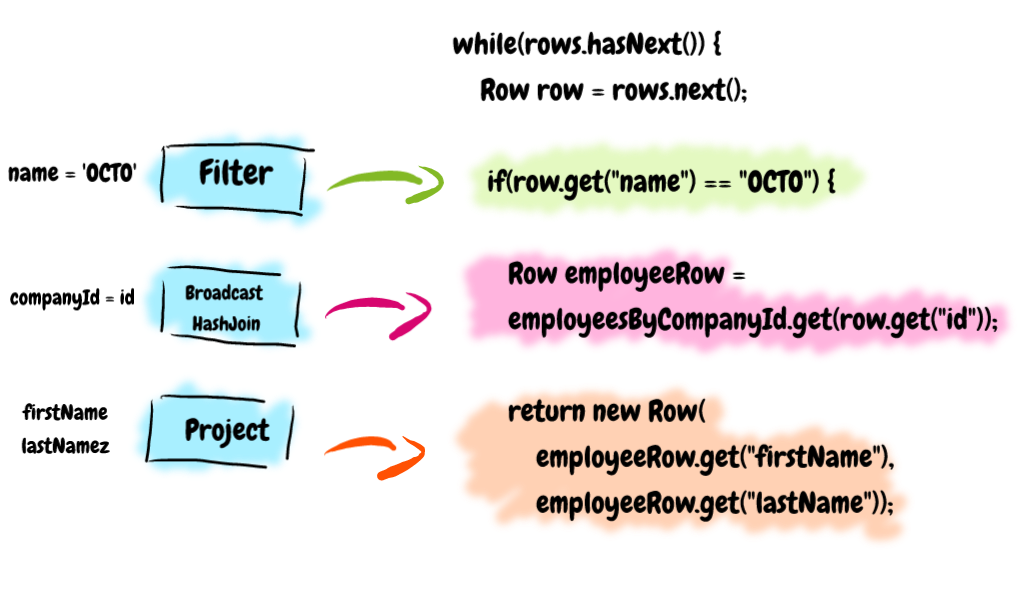 while(rows.hasNext()) {
Row row = rows.next();
name = 'OCTO'
Filter
if(row.get("name") == "OCTO") {
companyId = id
Broadcast
HashJoin
Row employeeRow =
employeesByCompanyId.get(row.get("id"));
firstName
lastNamez
Project
return new Row(
employeeRow.get("firstName"),
employeeRow.get("lastName"));